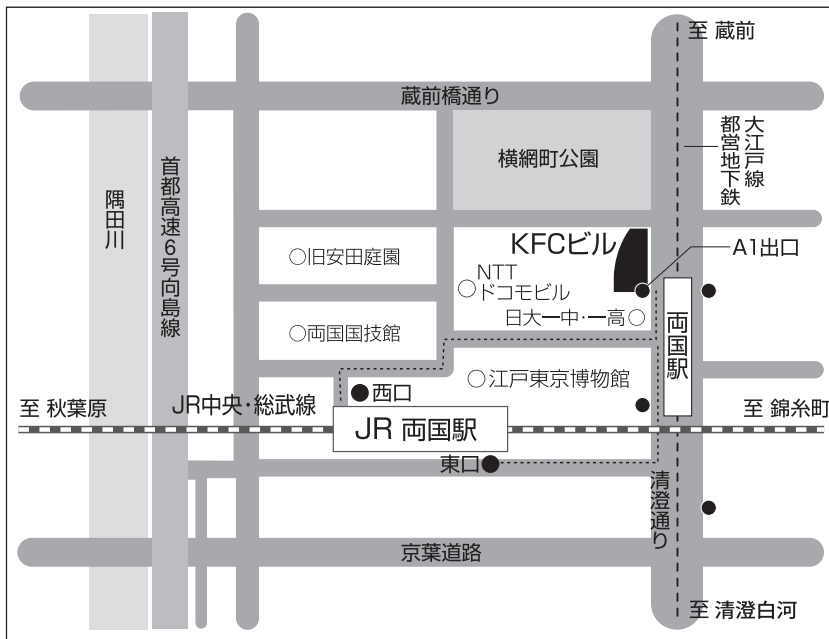 至 蔵前
蔵前橋通り
大江戸線
都営地下鉄
横網町公園
首都高速6号向島線
隅田川
KFCビル
A1出口
○旧安田庭園
○NTT
ドコモビル
日大一中・一高○
○両国国技館
両国駅
○江戸東京博物館
●西口
至 秋葉原
JR中央・総武線
JR 両国駅
至 錦糸町
東口●
清澄通り
京葉道路
至 清澄白河